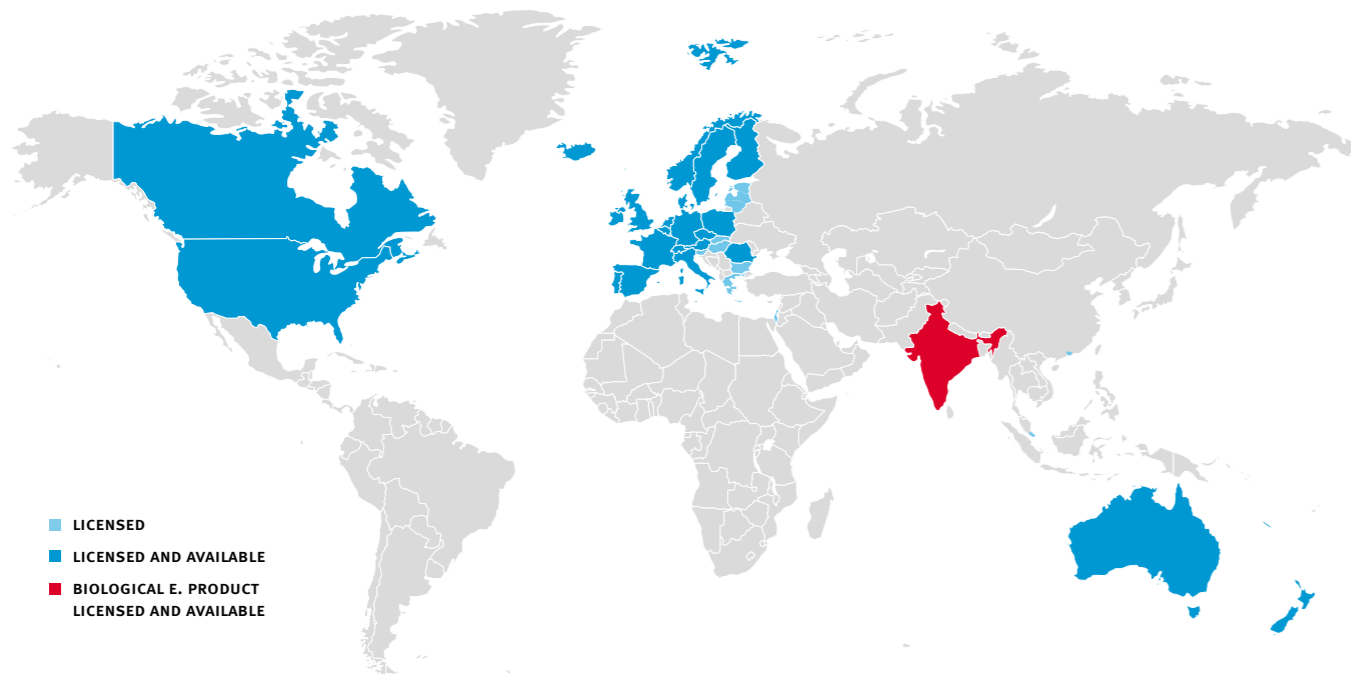 LICENSED
LICENSED AND AVAILABLE
BIOLOGICAL E. PRODUCT
LICENSED AND AVAILABLE